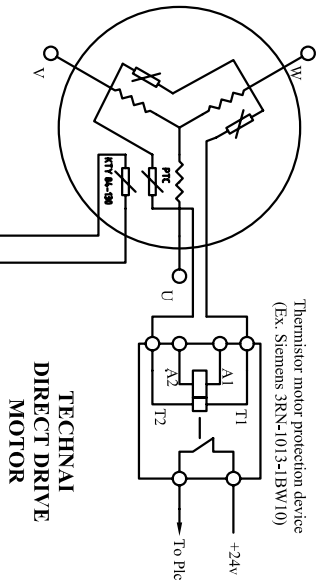 V
W
PTC
KTY 84-130
U
Thermistor motor protection device
(Ex. Siemens 3RN-1013-1BW10)
A2
A1
T2
T1
TECHNAI
DIRECT DRIVE
MOTOR
To Plc
+24v